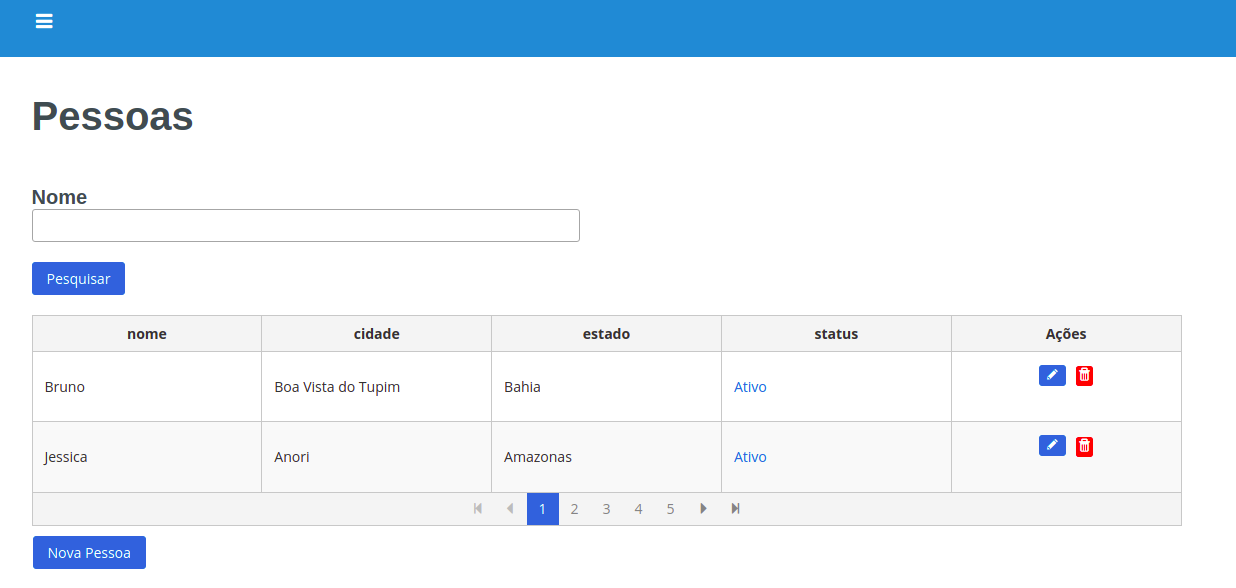 Pessoas
Nome
Pesquisar
nome cidade estado status Ações
Bruno Boa Vista do Tupim Bahia Ativo
Jessica Anori Amazonas Ativo
1 2 3 4 5
Nova Pessoa